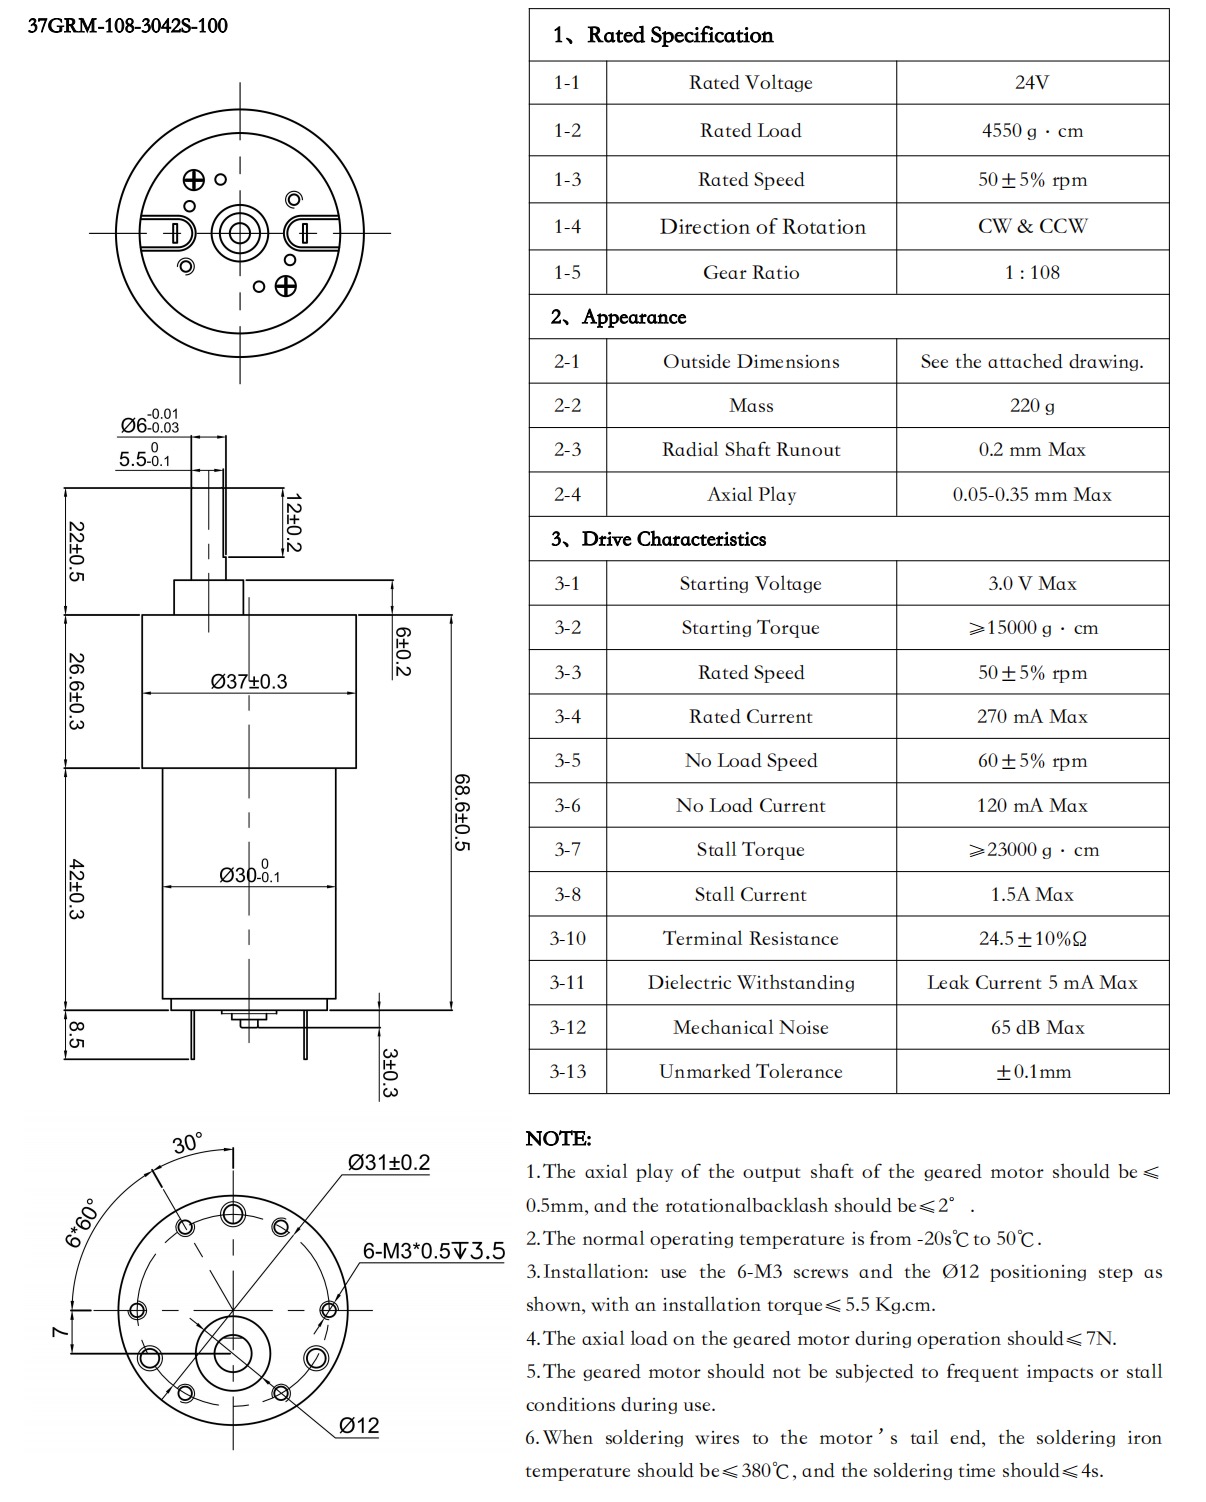 37GRM-108-3042S-100
Ø6-0.01-0.03
5.5 0-0.1
12±0.2
22±0.5
6±0.2
26.6±0.3
Ø37±0.3
68.6±0.5
42±0.3
Ø30 0-0.1
8.5
3±0.3
30°
6*60°
Ø31±0.2
6-M3*0.5↧3.5
7
Ø12
1、Rated Specification
1-1 Rated Voltage 24V
1-2 Rated Load 4550 g · cm
1-3 Rated Speed 50±5% rpm
1-4 Direction of Rotation CW & CCW
1-5 Gear Ratio 1 : 108
2、Appearance
2-1 Outside Dimensions See the attached drawing.
2-2 Mass 220 g
2-3 Radial Shaft Runout 0.2 mm Max
2-4 Axial Play 0.05-0.35 mm Max
3、Drive Characteristics
3-1 Starting Voltage 3.0 V Max
3-2 Starting Torque ⩾15000 g · cm
3-3 Rated Speed 50±5% rpm
3-4 Rated Current 270 mA Max
3-5 No Load Speed 60±5% rpm
3-6 No Load Current 120 mA Max
3-7 Stall Torque ⩾23000 g · cm
3-8 Stall Current 1.5A Max
3-10 Terminal Resistance 24.5±10%Ω
3-11 Dielectric Withstanding Leak Current 5 mA Max
3-12 Mechanical Noise 65 dB Max
3-13 Unmarked Tolerance ±0.1mm
NOTE:
1.The axial play of the output shaft of the geared motor should be⩽
0.5mm, and the rotationalbacklash should be⩽2° .
2.The normal operating temperature is from -20s℃ to 50℃.
3.Installation: use the 6-M3 screws and the Ø12 positioning step as
shown, with an installation torque⩽5.5 Kg.cm.
4.The axial load on the geared motor during operation should⩽7N.
5.The geared motor should not be subjected to frequent impacts or stall
conditions during use.
6.When soldering wires to the motor’s tail end, the soldering iron
temperature should be⩽380℃, and the soldering time should⩽4s.